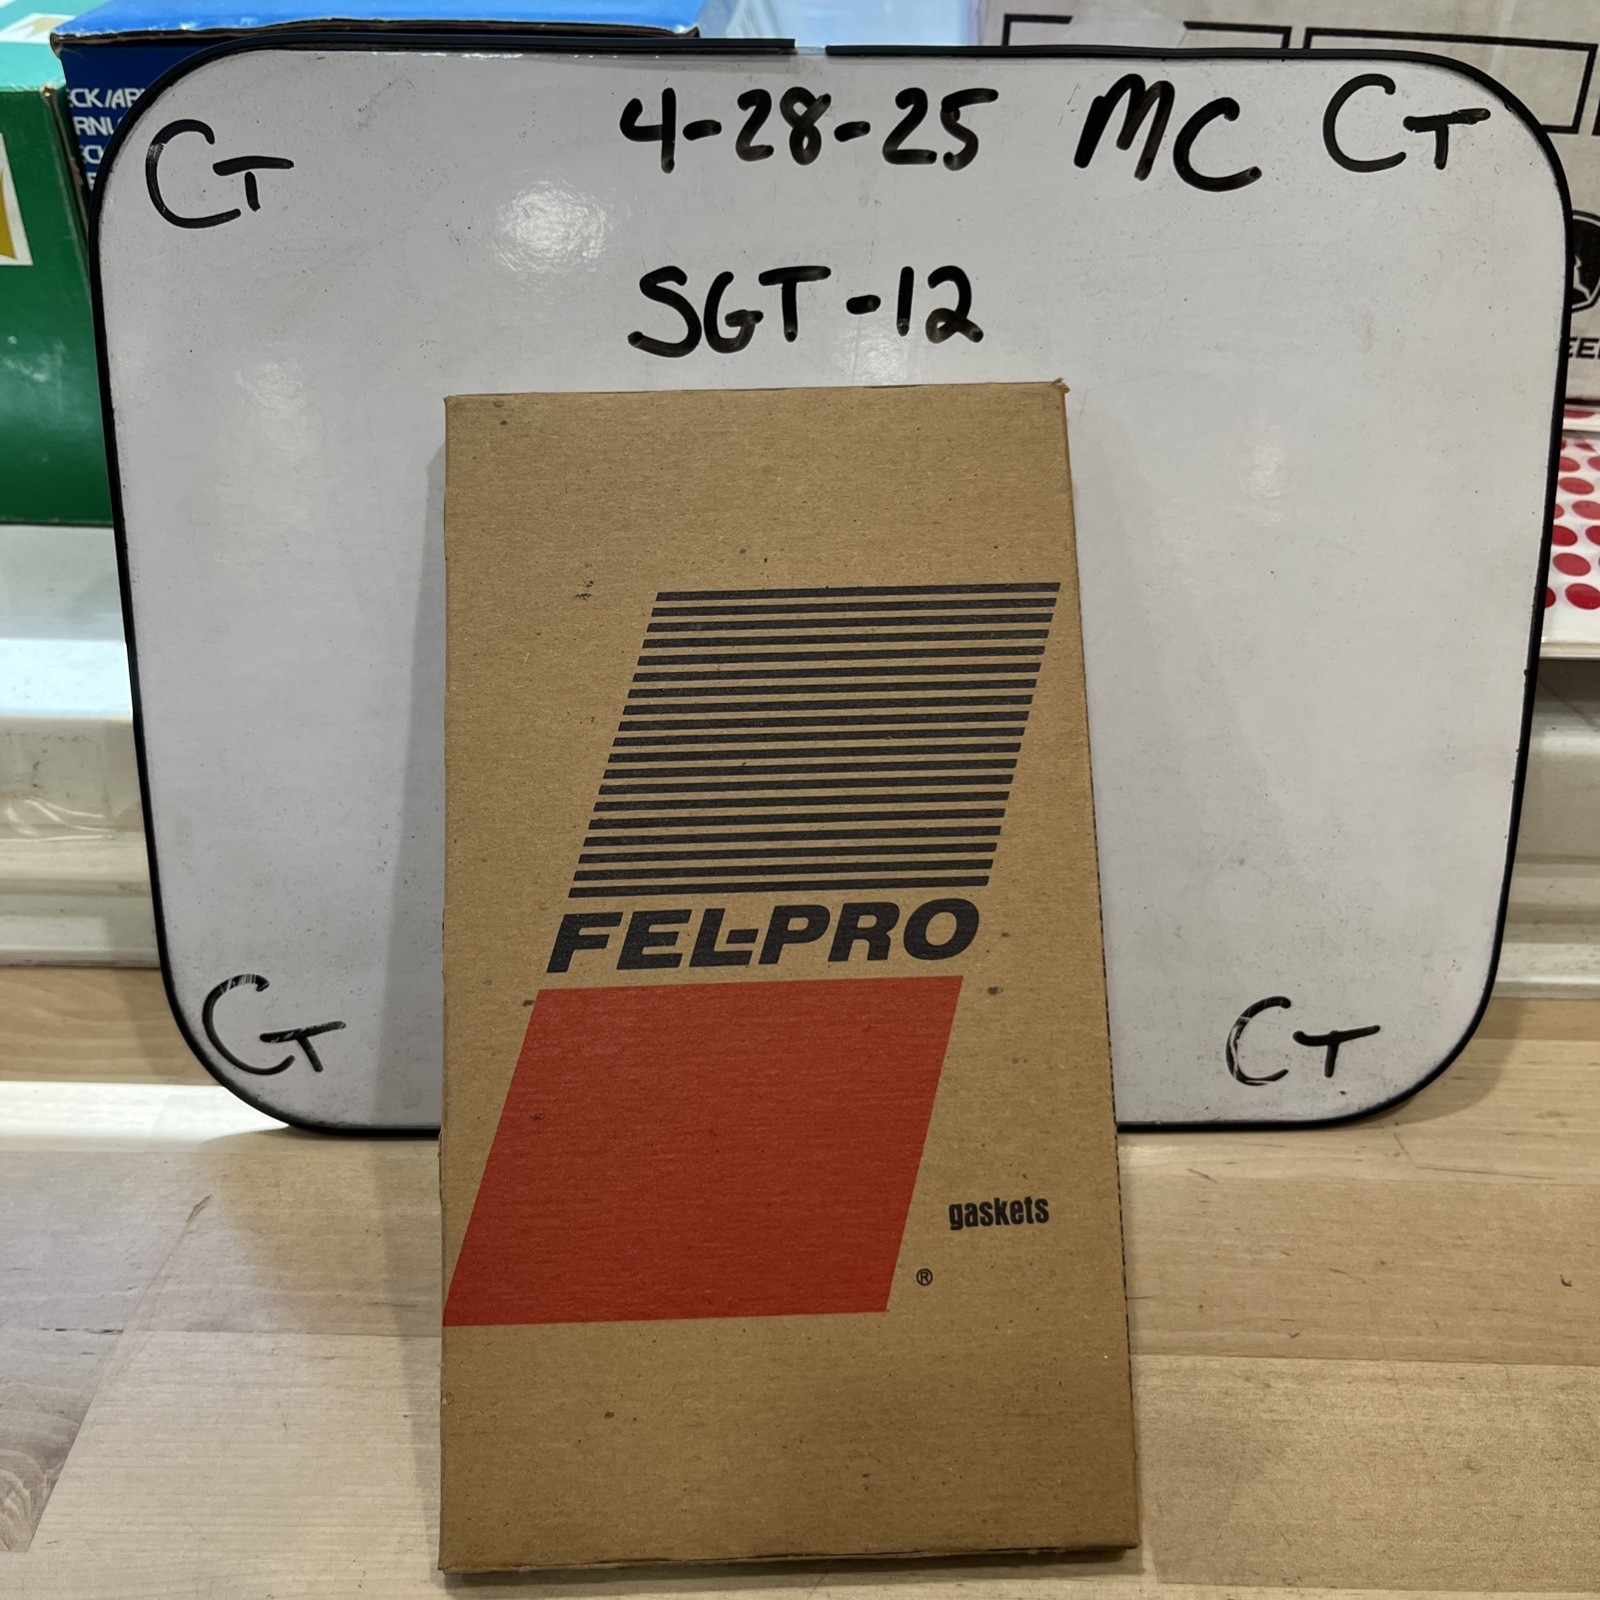 CT 4-28-25 MC CT
SGT-12
FEL-PRO
CT
CT
gaskets
®